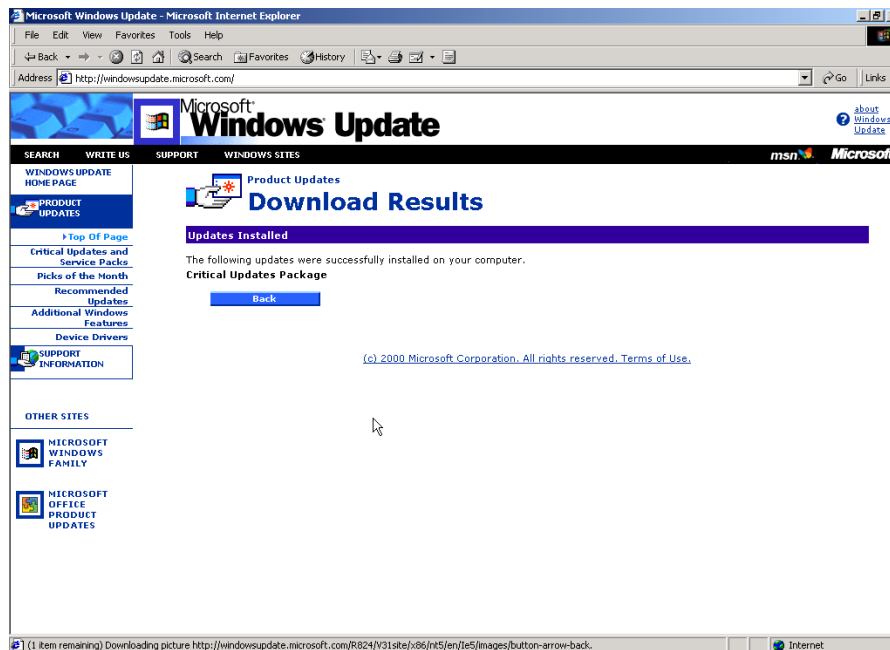 Microsoft Windows Update - Microsoft Internet Explorer
File Edit View Favorites Tools Help
Back Search Favorites History
Address http://windowsupdate.microsoft.com/ Go Links
Microsoft
Windows Update
about
Windows
Update
SEARCH WRITE US SUPPORT WINDOWS SITES msn Microsoft
WINDOWS UPDATE
HOME PAGE
PRODUCT
UPDATES
Top Of Page
Critical Updates and
Service Packs
Picks of the Month
Recommended
Updates
Additional Windows
Features
Device Drivers
SUPPORT
INFORMATION
OTHER SITES
MICROSOFT
WINDOWS
FAMILY
MICROSOFT
OFFICE
PRODUCT
UPDATES
Product Updates
Download Results
Updates Installed
The following updates were successfully installed on your computer.
Critical Updates Package
Back
(c) 2000 Microsoft Corporation. All rights reserved. Terms of Use.
(1 item remaining) Downloading picture http://windowsupdate.microsoft.com/R824/V31site/x86/nt5/en/Ie5/images/button-arrow-back. Internet